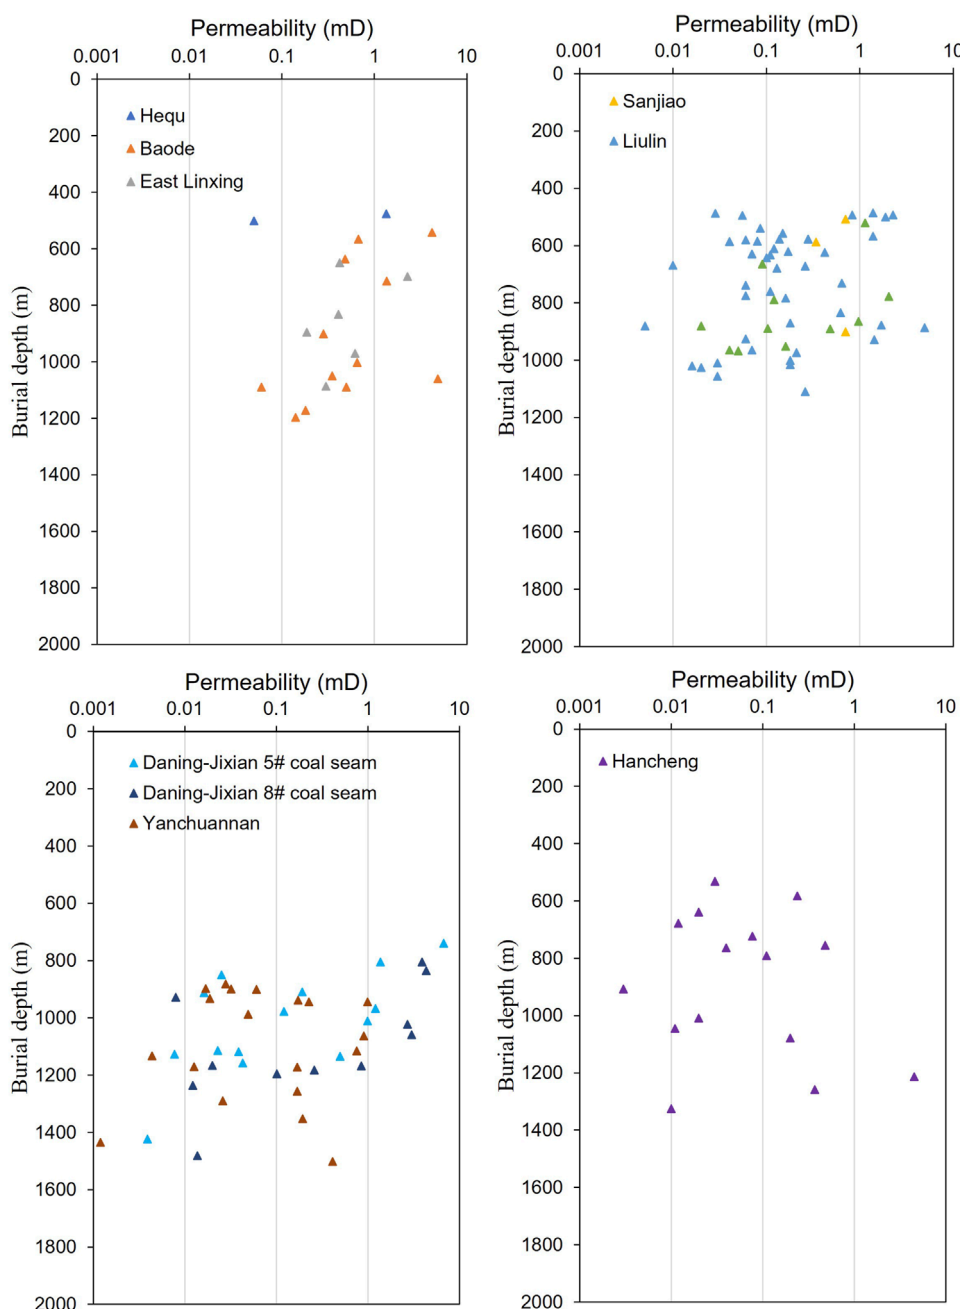 Permeability (mD)
0.001 0.01 0.1 1 10
0
200
400
600
800
1000
1200
1400
1600
1800
2000
Burial depth (m)
Hequ
Baode
East Linxing
Permeability (mD)
0.001 0.01 0.1 1 10
0
200
400
600
800
1000
1200
1400
1600
1800
2000
Burial depth (m)
Sanjiao
Liulin
Permeability (mD)
0.001 0.01 0.1 1 10
0
200
400
600
800
1000
1200
1400
1600
1800
2000
Burial depth (m)
Daning-Jixian 5# coal seam
Daning-Jixian 8# coal seam
Yanchuannan
Permeability (mD)
0.001 0.01 0.1 1 10
0
200
400
600
800
1000
1200
1400
1600
1800
2000
Burial depth (m)
Hancheng